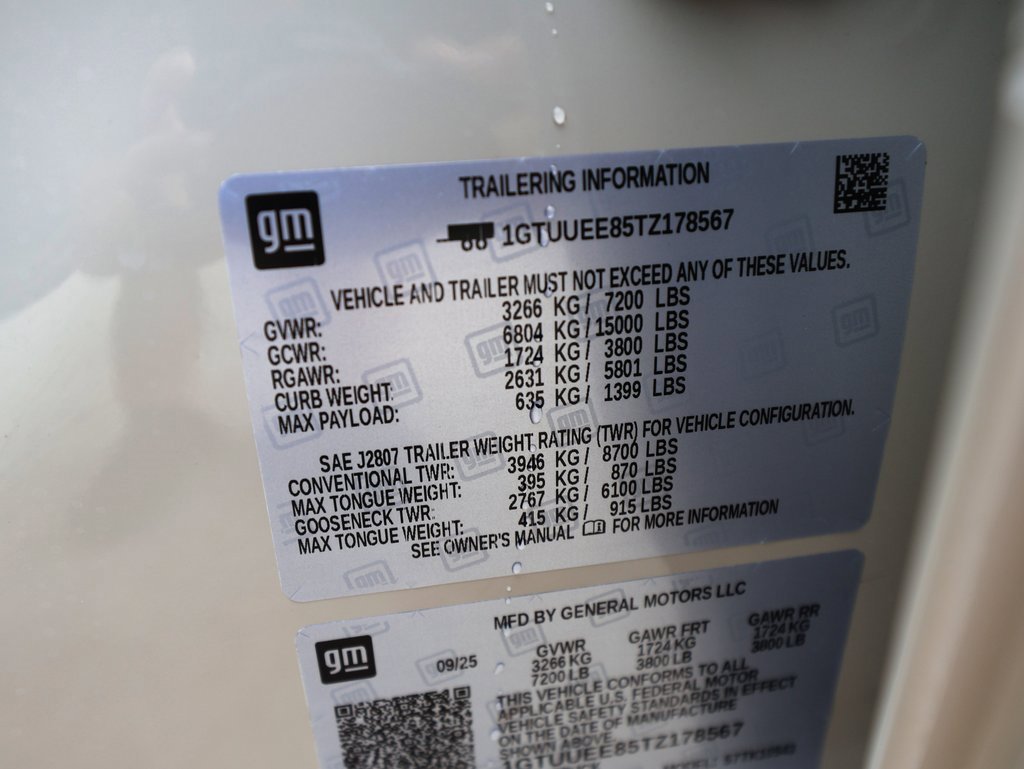 gm
TRAILERING INFORMATION
1GTUUEE85TZ178567
VEHICLE AND TRAILER MUST NOT EXCEED ANY OF THESE VALUES.
GVWR: 3266 KG / 7200 LBS
GCWR: 6804 KG / 15000 LBS
RGAWR: 1724 KG / 3800 LBS
CURB WEIGHT: 2631 KG / 5801 LBS
MAX PAYLOAD: 635 KG / 1399 LBS
SAE J2807 TRAILER WEIGHT RATING (TWR) FOR VEHICLE CONFIGURATION.
CONVENTIONAL TWR: 3946 KG / 8700 LBS
MAX TONGUE WEIGHT: 395 KG / 870 LBS
GOOSENECK TWR: 2767 KG / 6100 LBS
MAX TONGUE WEIGHT: 415 KG / 915 LBS
SEE OWNER'S MANUAL FOR MORE INFORMATION
gm
MFD BY GENERAL MOTORS LLC
09/25 GVWR GAWR FRT GAWR RR
3266 KG 1724 KG 1724 KG
7200 LB 3800 LB 3800 LB
THIS VEHICLE CONFORMS TO ALL
APPLICABLE U.S. FEDERAL MOTOR
VEHICLE SAFETY STANDARDS IN EFFECT
ON THE DATE OF MANUFACTURE
SHOWN ABOVE.
1GTUUEE85TZ178567
MODEL: